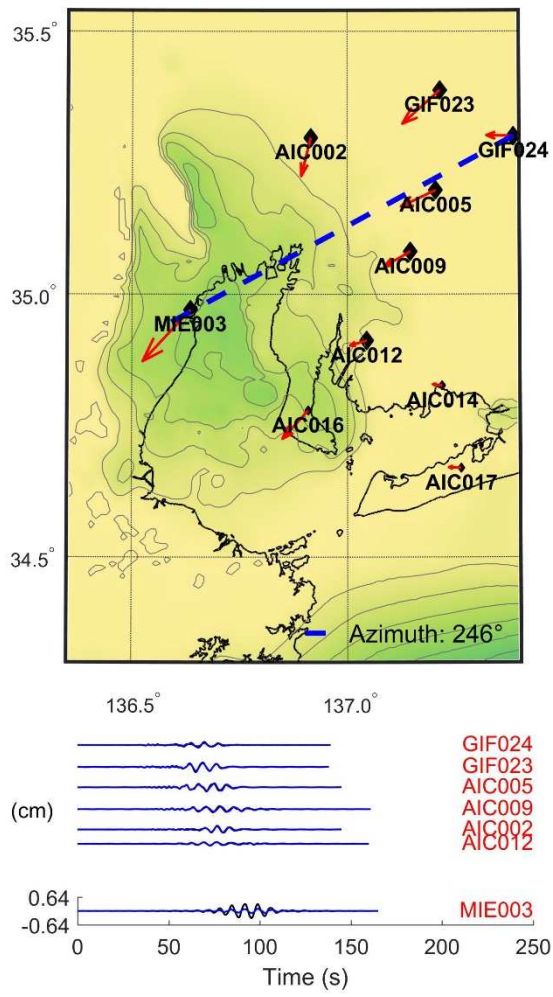 35.5°
GIF023
AIC002
GIF024
AIC005
AIC009
35.0°
MIE003
AIC012
AIC014
AIC016
AIC017
34.5°
Azimuth: 246°
136.5° 137.0°
GIF024
GIF023
AIC005
(cm) AIC009
AIC002
AIC012
0.64
MIE003
-0.64
0 50 100 150 200 250
Time (s)